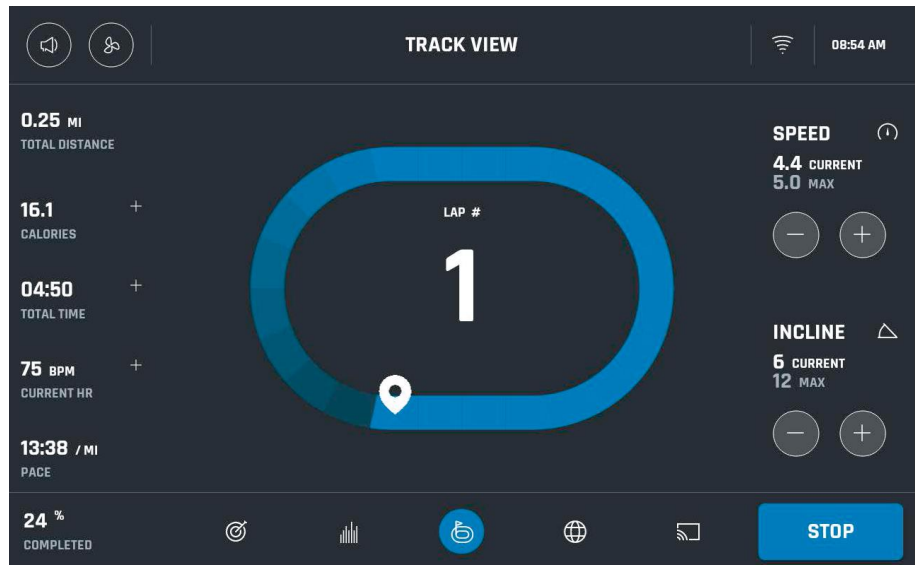 TRACK VIEW
08:54 AM
0.25 MI
TOTAL DISTANCE
16.1 +
CALORIES
04:50 +
TOTAL TIME
75 BPM +
CURRENT HR
13:38 / MI
PACE
LAP #
1
SPEED
4.4 CURRENT
5.0 MAX
− +
INCLINE
6 CURRENT
12 MAX
− +
24 %
COMPLETED
STOP